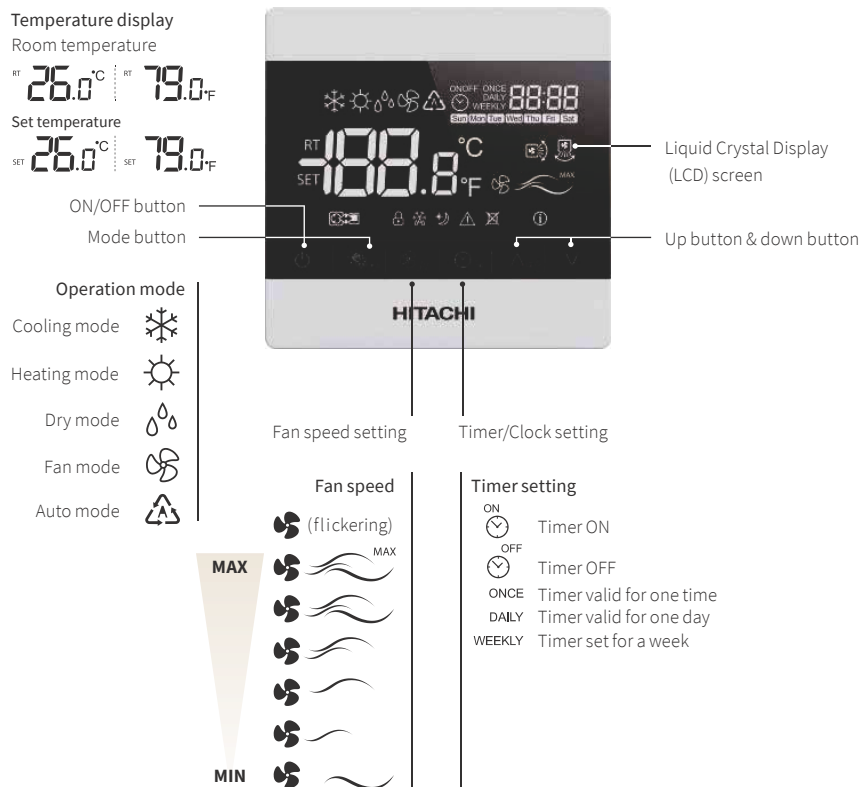 Temperature display
Room temperature
RT 26.0°C RT 79.0°F
Set temperature
SET 26.0°C SET 79.0°F
ON/OFF button
Mode button
ONOFF ONCE
DAILY
WEEKLY 88:88
Sun Mon Tue Wed Thu Fri Sat
RT
SET
-188.8 °C
°F
MAX
HITACHI
Liquid Crystal Display
(LCD) screen
Up button & down button
Operation mode
Cooling mode
Heating mode
Dry mode
Fan mode
Auto mode
A
Fan speed setting
Timer/Clock setting
Fan speed
(flickering)
MAX
MAX
MIN
Timer setting
ON
Timer ON
OFF
Timer OFF
ONCE Timer valid for one time
DAILY Timer valid for one day
WEEKLY Timer set for a week